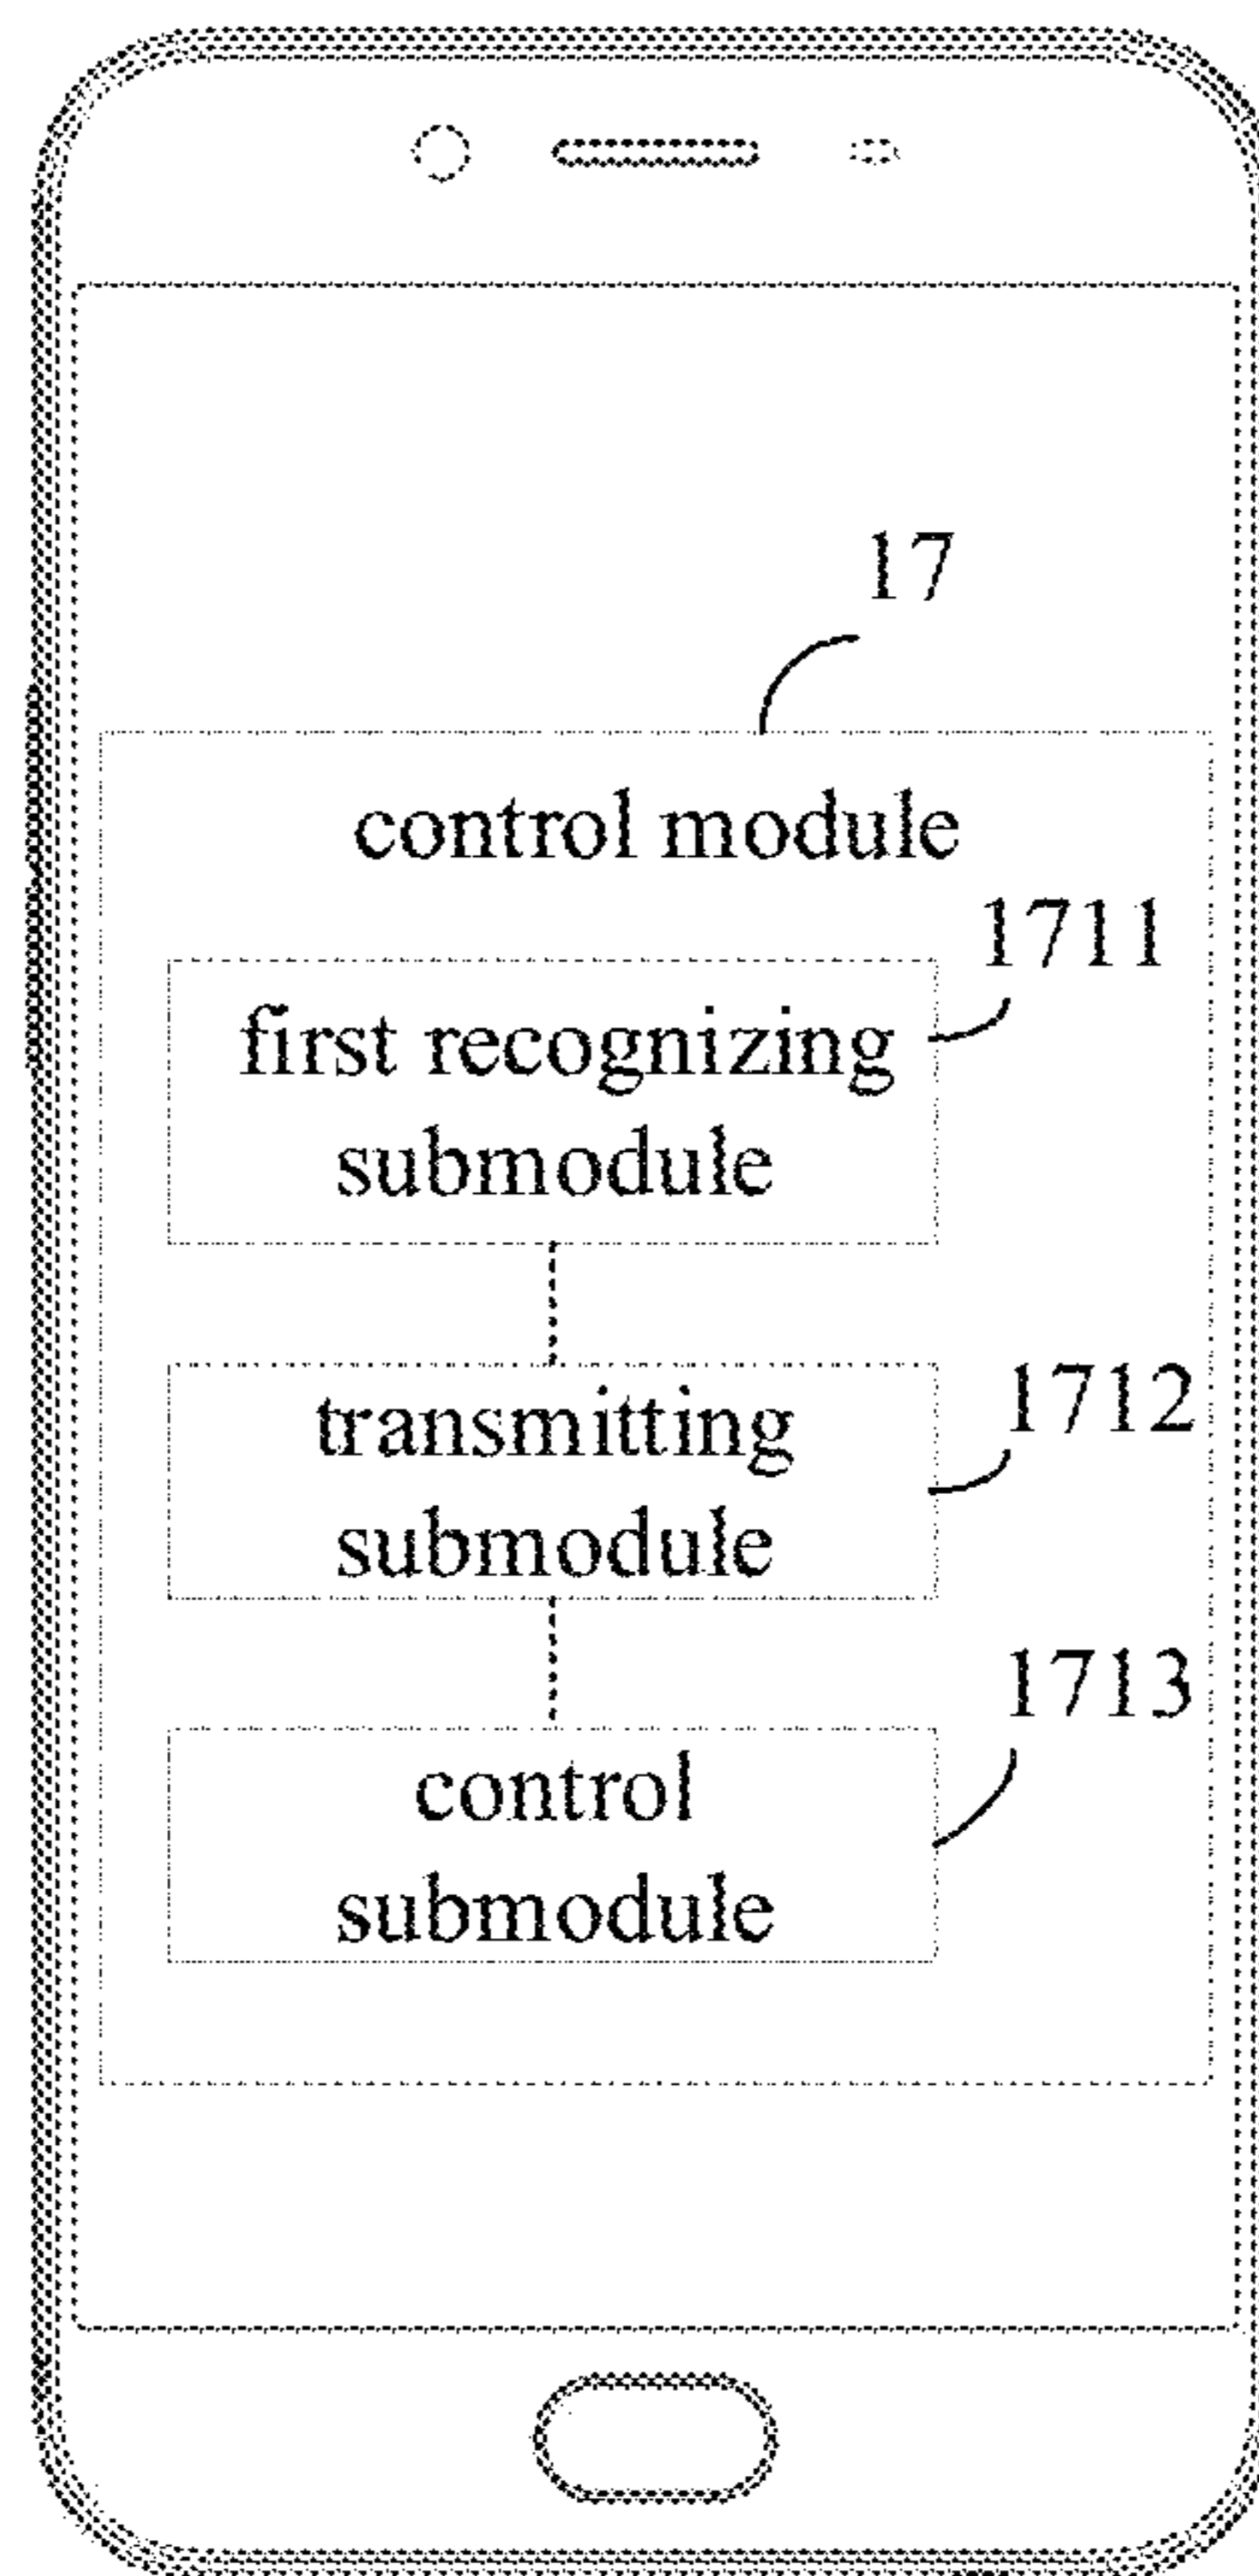 17
control module
1711
first recognizing
submodule
1712
transmitting
submodule
1713
control
submodule